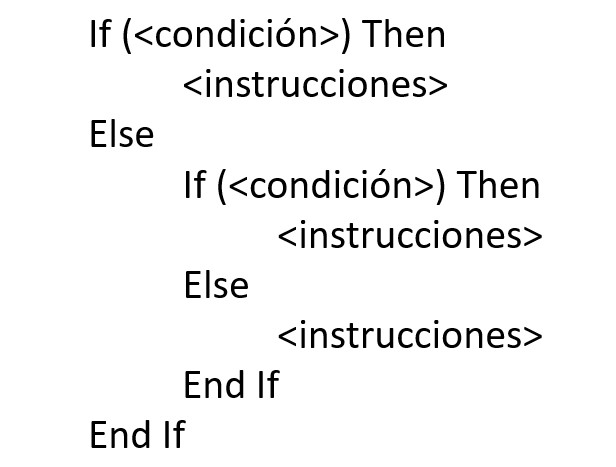 If (<condición>) Then
<instrucciones>
Else
If (<condición>) Then
<instrucciones>
Else
<instrucciones>
End If
End If